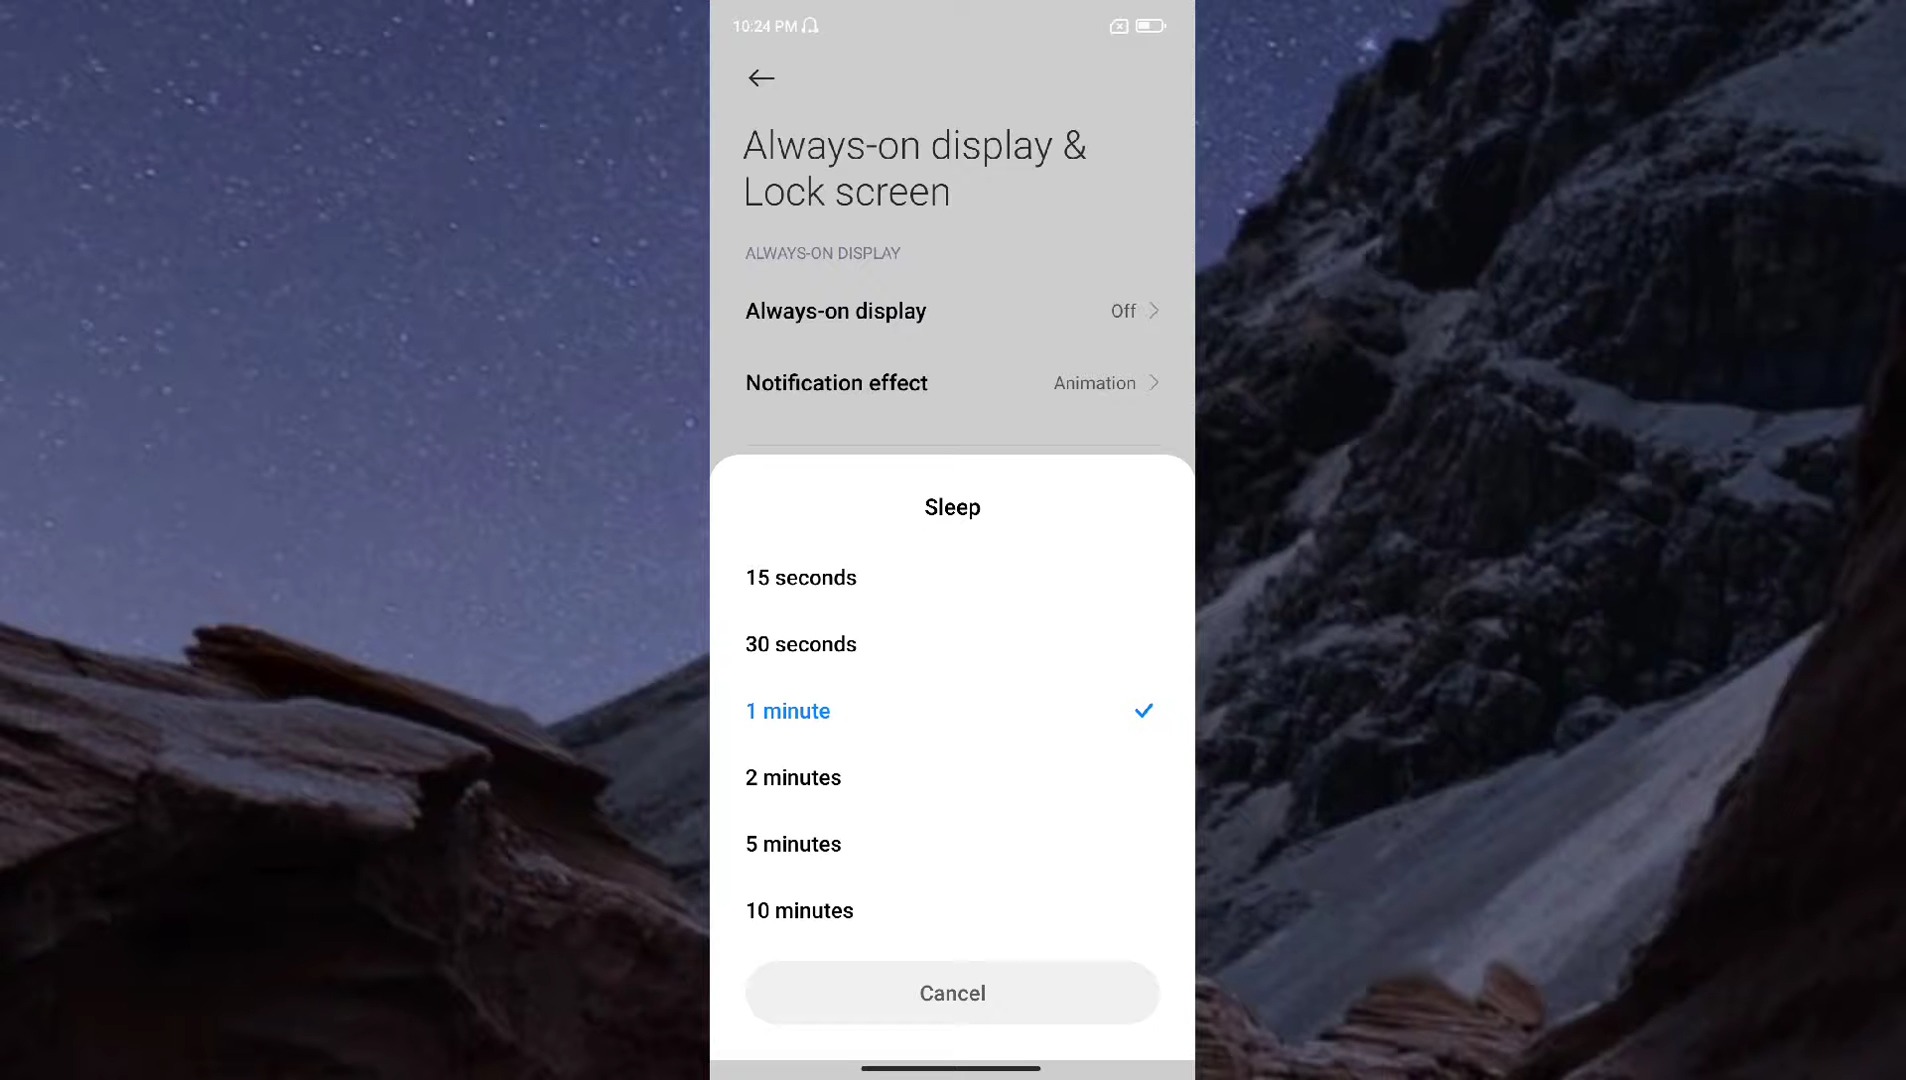 10:24 PM
Always-on display &
Lock screen
ALWAYS-ON DISPLAY
Always-on display Off
Notification effect Animation
Sleep
15 seconds
30 seconds
1 minute
2 minutes
5 minutes
10 minutes
Cancel